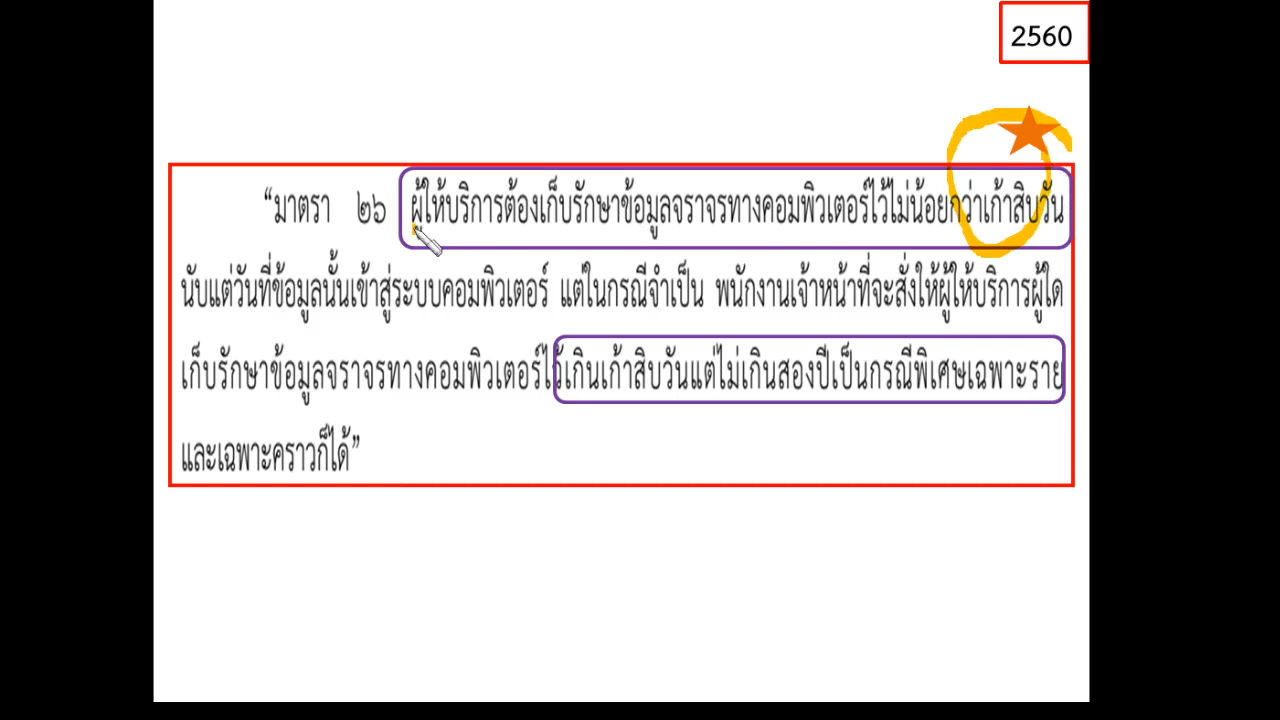 2560
“มาตรา ๒๖ ผู้ให้บริการต้องเก็บรักษาข้อมูลจราจรทางคอมพิวเตอร์ไว้ไม่น้อยกว่าเก้าสิบวัน
นับแต่วันที่ข้อมูลนั้นเข้าสู่ระบบคอมพิวเตอร์ แต่ในกรณีจำเป็น พนักงานเจ้าหน้าที่จะสั่งให้ผู้ให้บริการผู้ใด
เก็บรักษาข้อมูลจราจรทางคอมพิวเตอร์ไว้เกินเก้าสิบวันแต่ไม่เกินสองปีเป็นกรณีพิเศษเฉพาะราย
และเฉพาะคราวก็ได้”